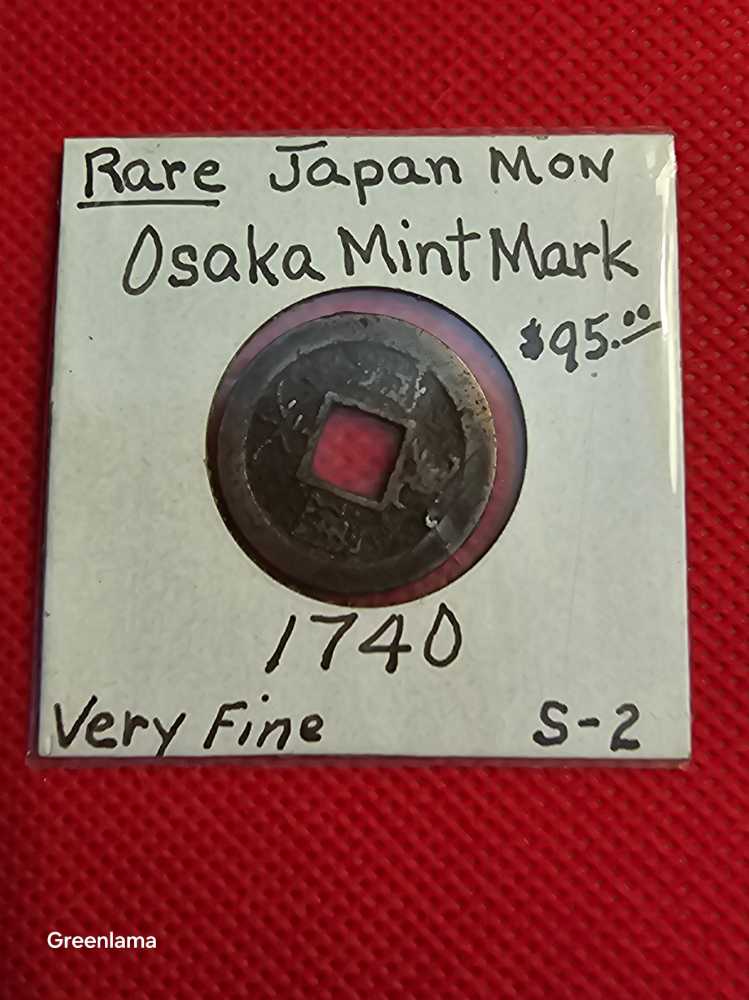 Rare Japan Mon
Osaka Mint Mark
$95.00
1740
Very Fine S-2
Greenlama